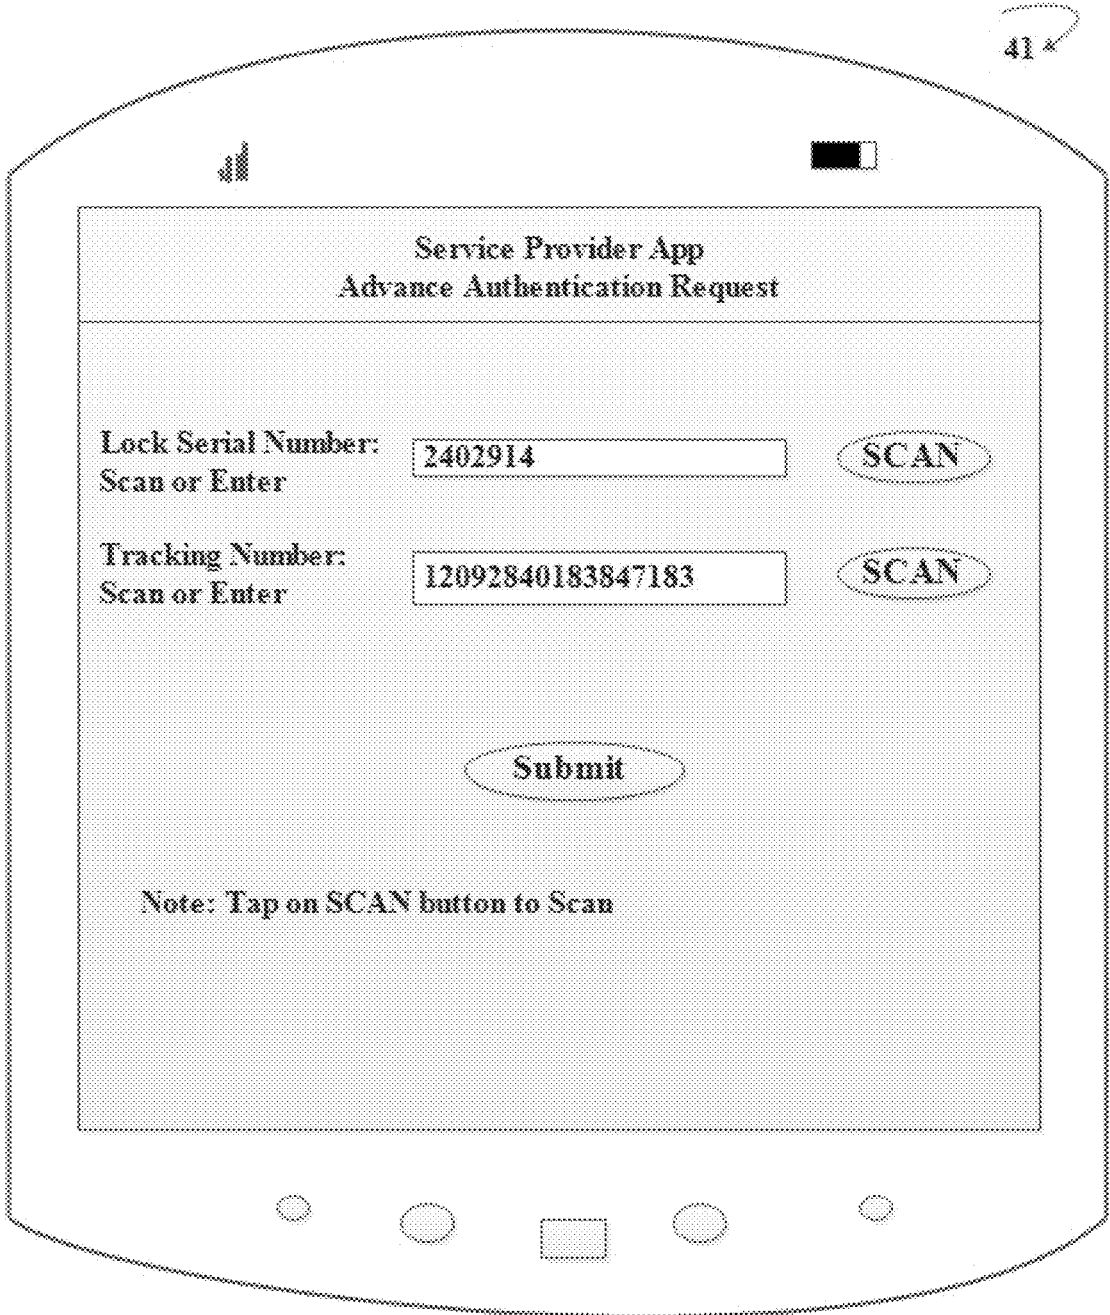 41
Service Provider App
Advance Authentication Request
Lock Serial Number:
Scan or Enter
2402914
SCAN
Tracking Number:
Scan or Enter
12092840183847183
SCAN
Submit
Note: Tap on SCAN button to Scan